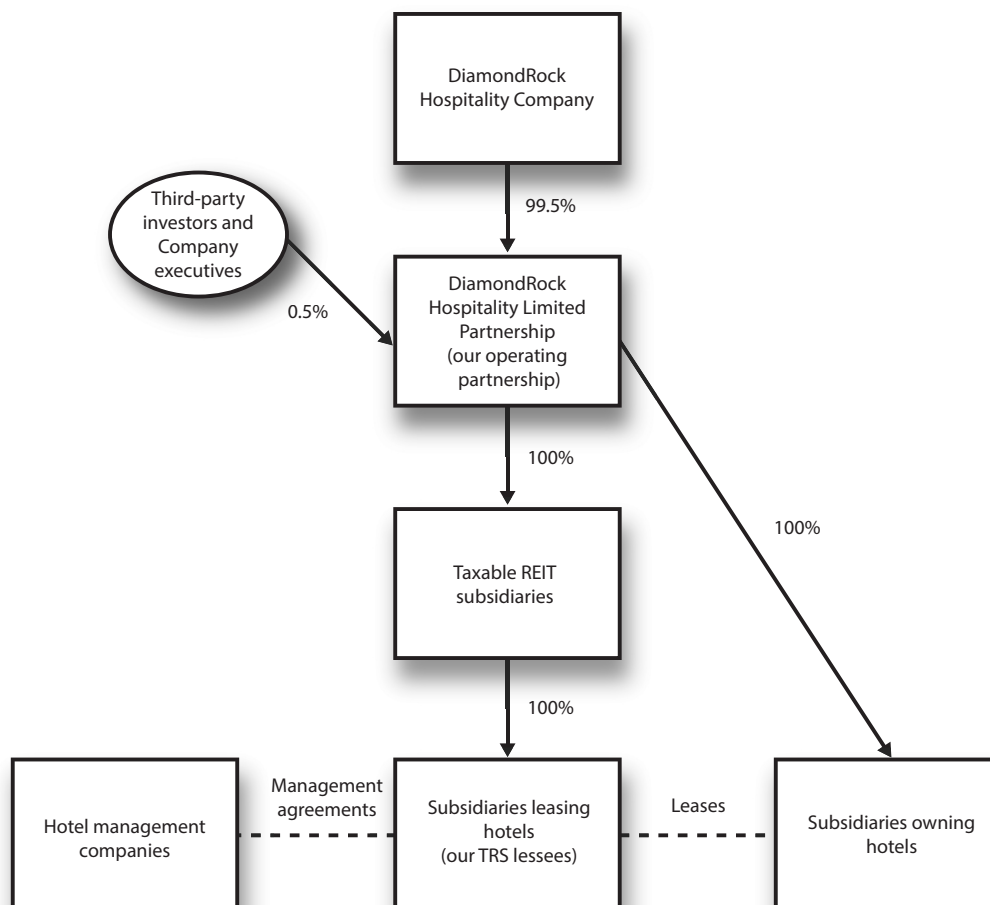 DiamondRock
Hospitality Company
99.5%
Third-party
investors and
Company
executives
0.5%
DiamondRock
Hospitality Limited
Partnership
(our operating
partnership)
100%
100%
Taxable REIT
subsidiaries
100%
Hotel management
companies
Management
agreements
Subsidiaries leasing
hotels
(our TRS lessees)
Leases
Subsidiaries owning
hotels